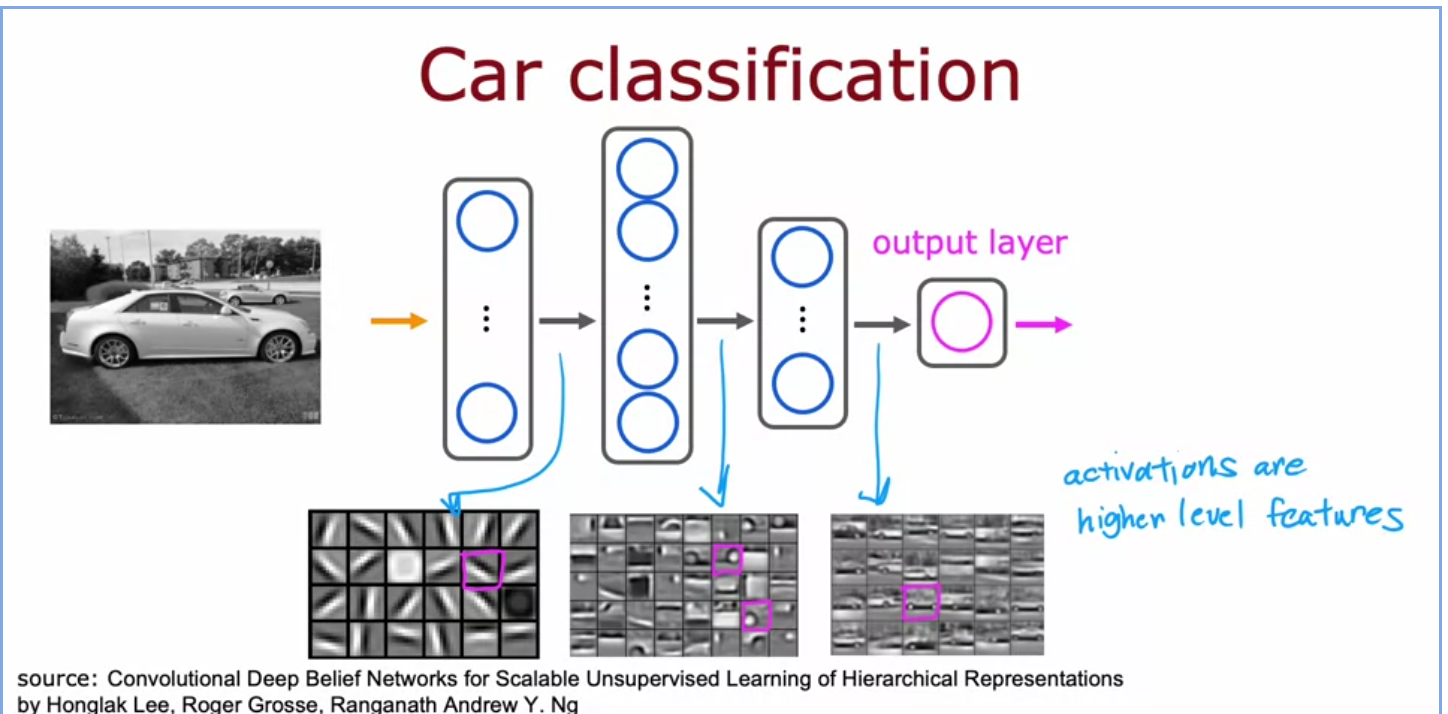 Car classification
output layer
activations are
higher level features
source: Convolutional Deep Belief Networks for Scalable Unsupervised Learning of Hierarchical Representations
by Honglak Lee, Roger Grosse, Ranganath Andrew Y. Ng